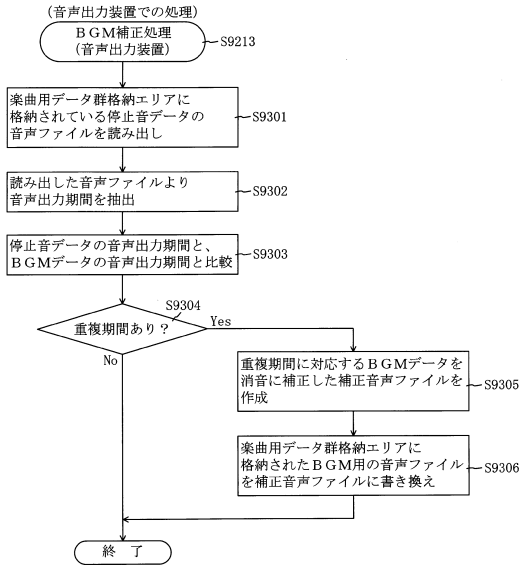 (音声出力装置での処理)
BGM補正処理
(音声出力装置)
S9213
楽曲用データ群格納エリアに
格納されている停止音データの
音声ファイルを読み出し
S9301
読み出した音声ファイルより
音声出力期間を抽出
S9302
停止音データの音声出力期間と、
BGMデータの音声出力期間と比較
S9303
S9304
重複期間あり?
Yes
No
重複期間に対応するBGMデータを
消音に補正した補正音声ファイルを
作成
S9305
楽曲用データ群格納エリアに
格納されたBGM用の音声ファイル
を補正音声ファイルに書き換え
S9306
終 了